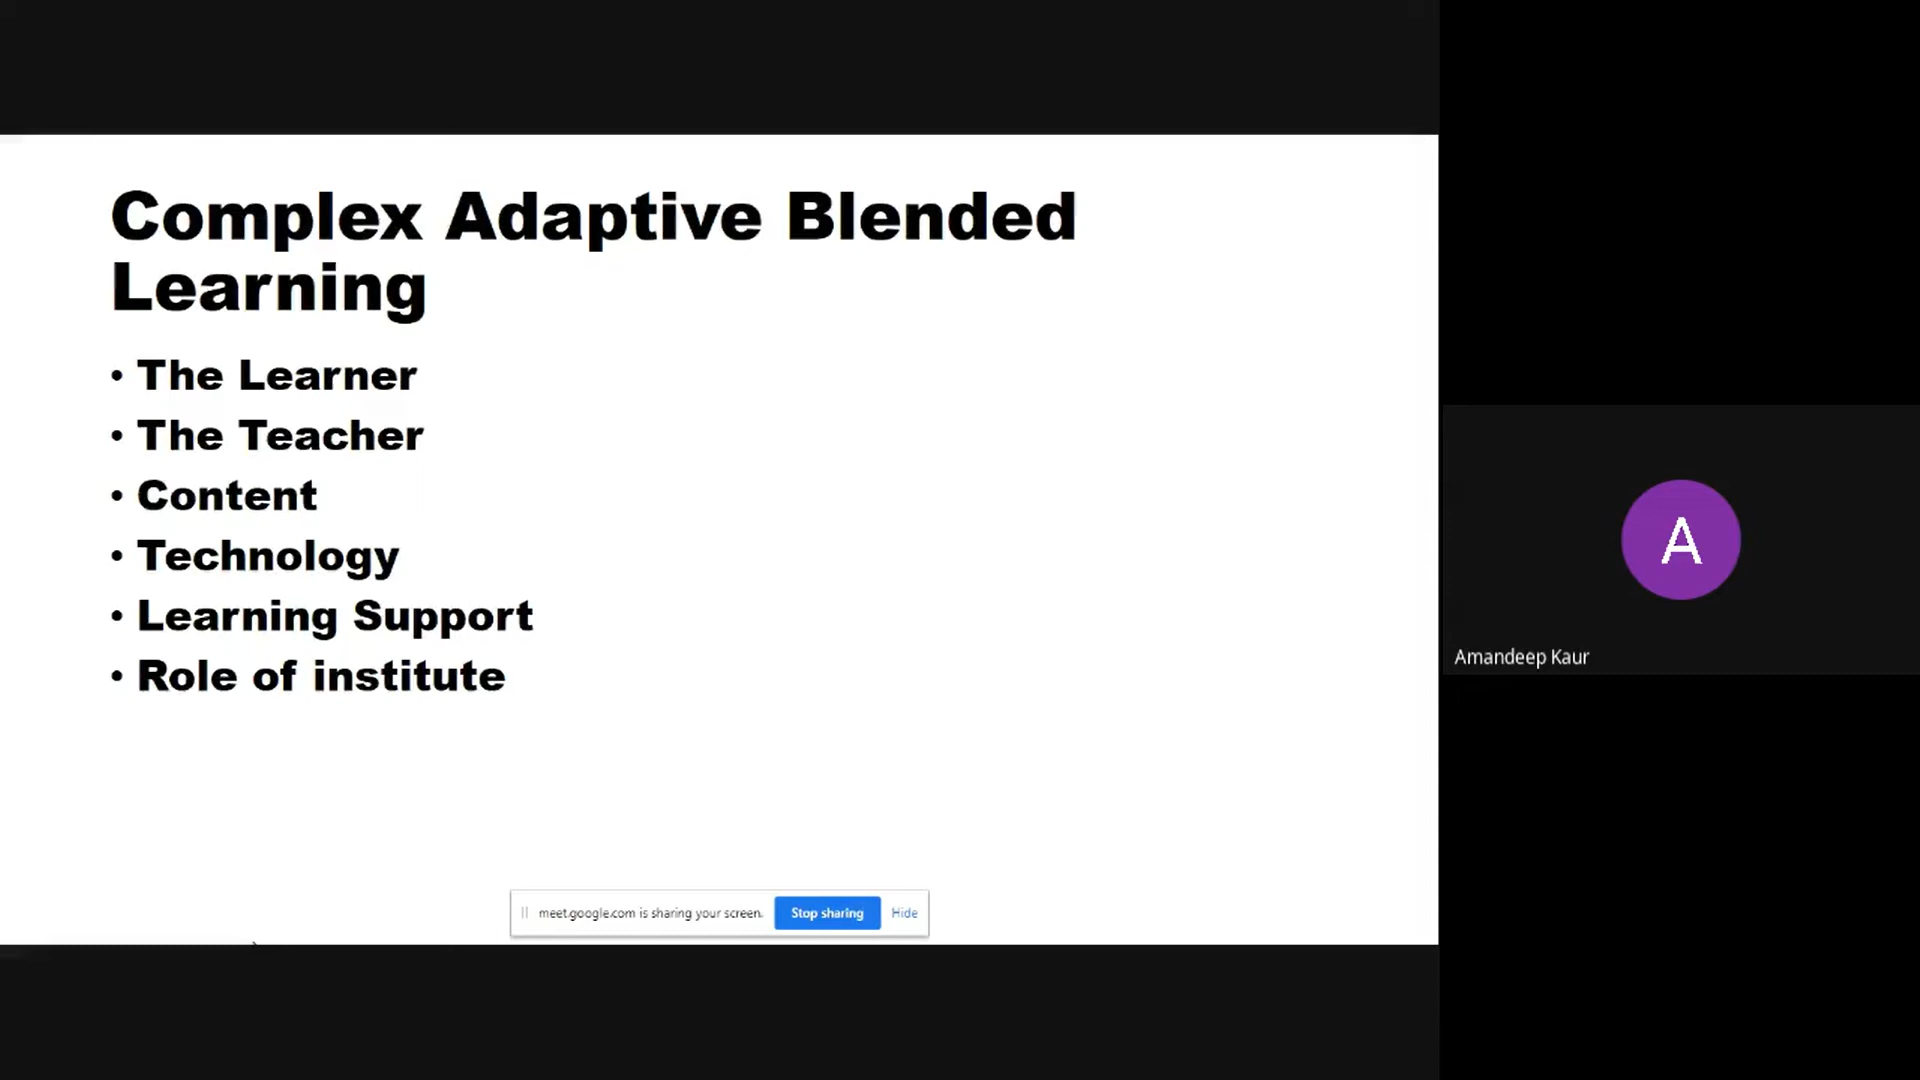 Complex Adaptive Blended
Learning
• The Learner
• The Teacher
• Content
• Technology
• Learning Support
• Role of institute
meet.google.com is sharing your screen. Stop sharing Hide
A
Amandeep Kaur